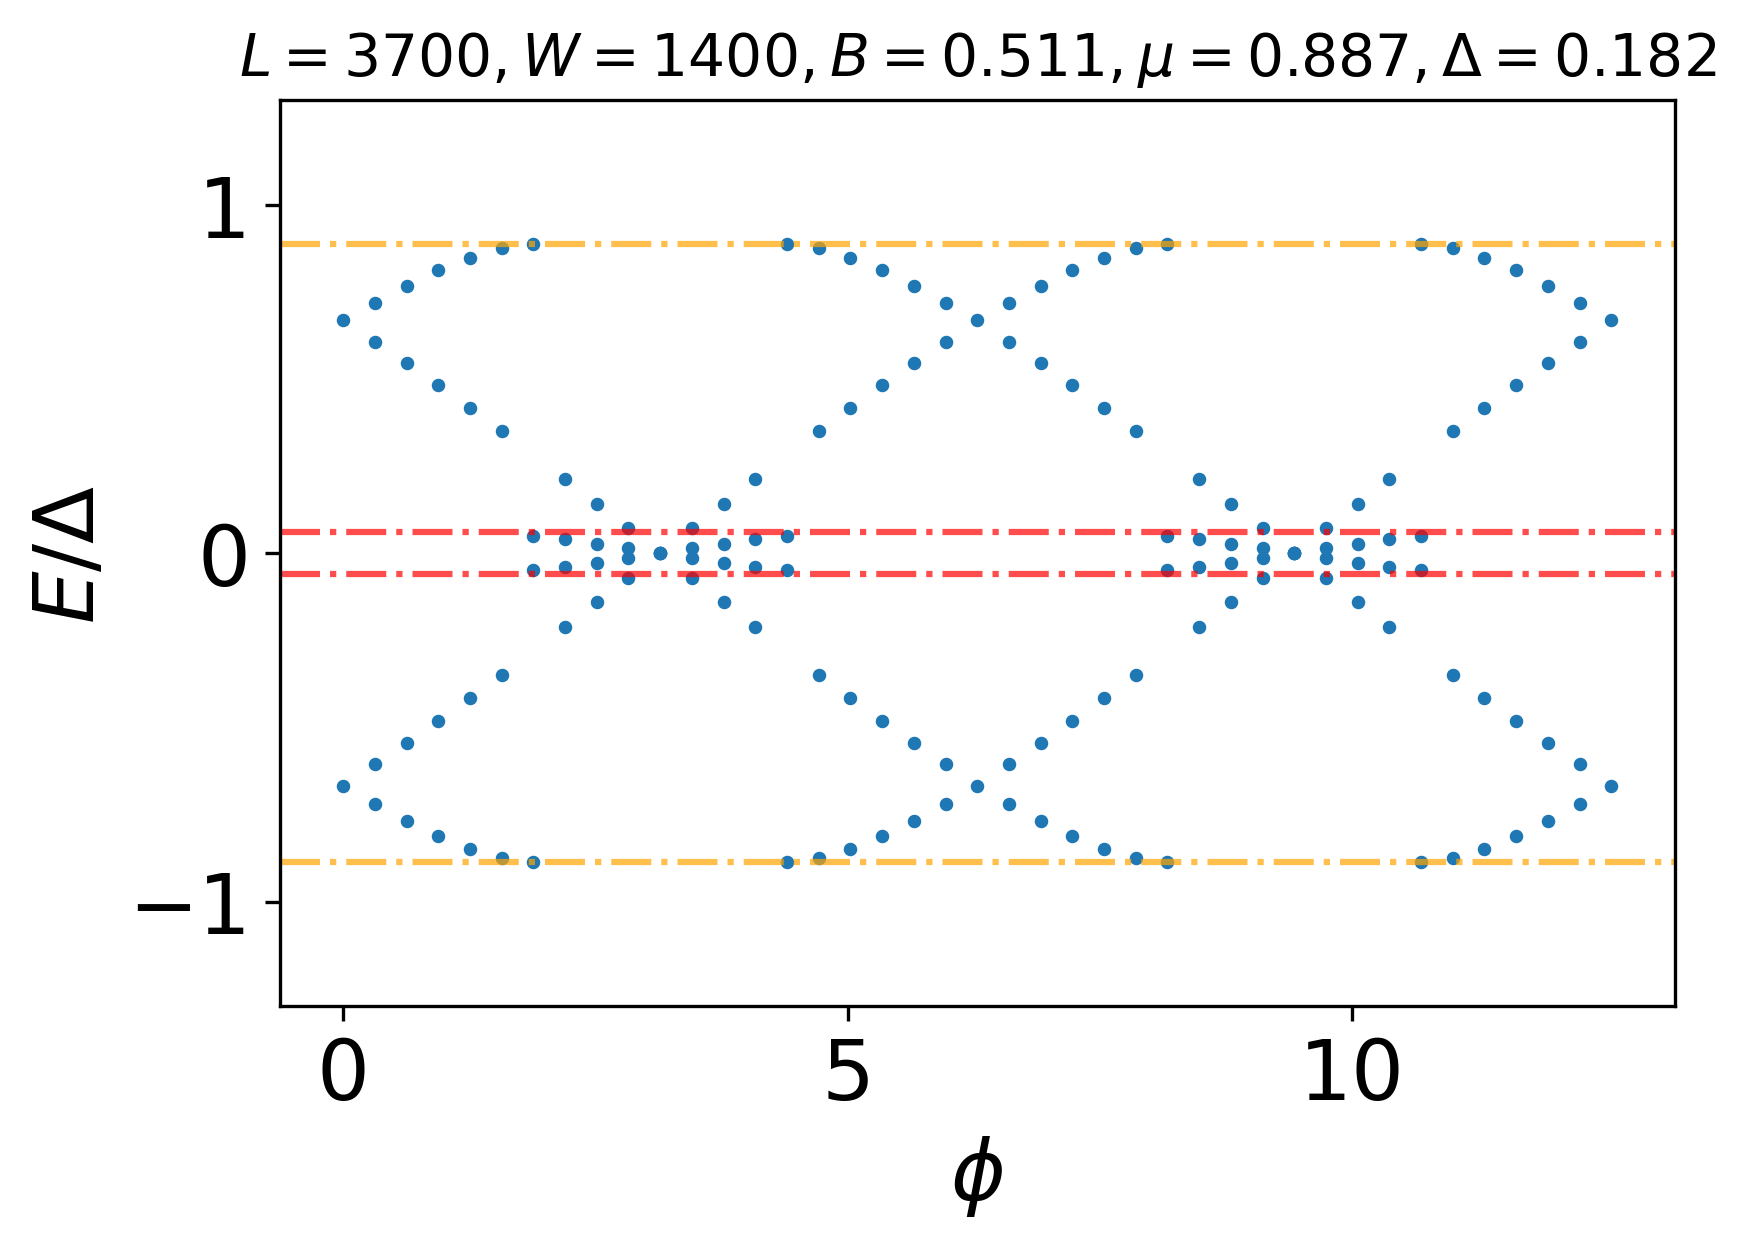 L = 3700, W = 1400, B = 0.511, μ = 0.887, Δ = 0.182
1
0
−1
E/Δ
0 5 10
ϕ